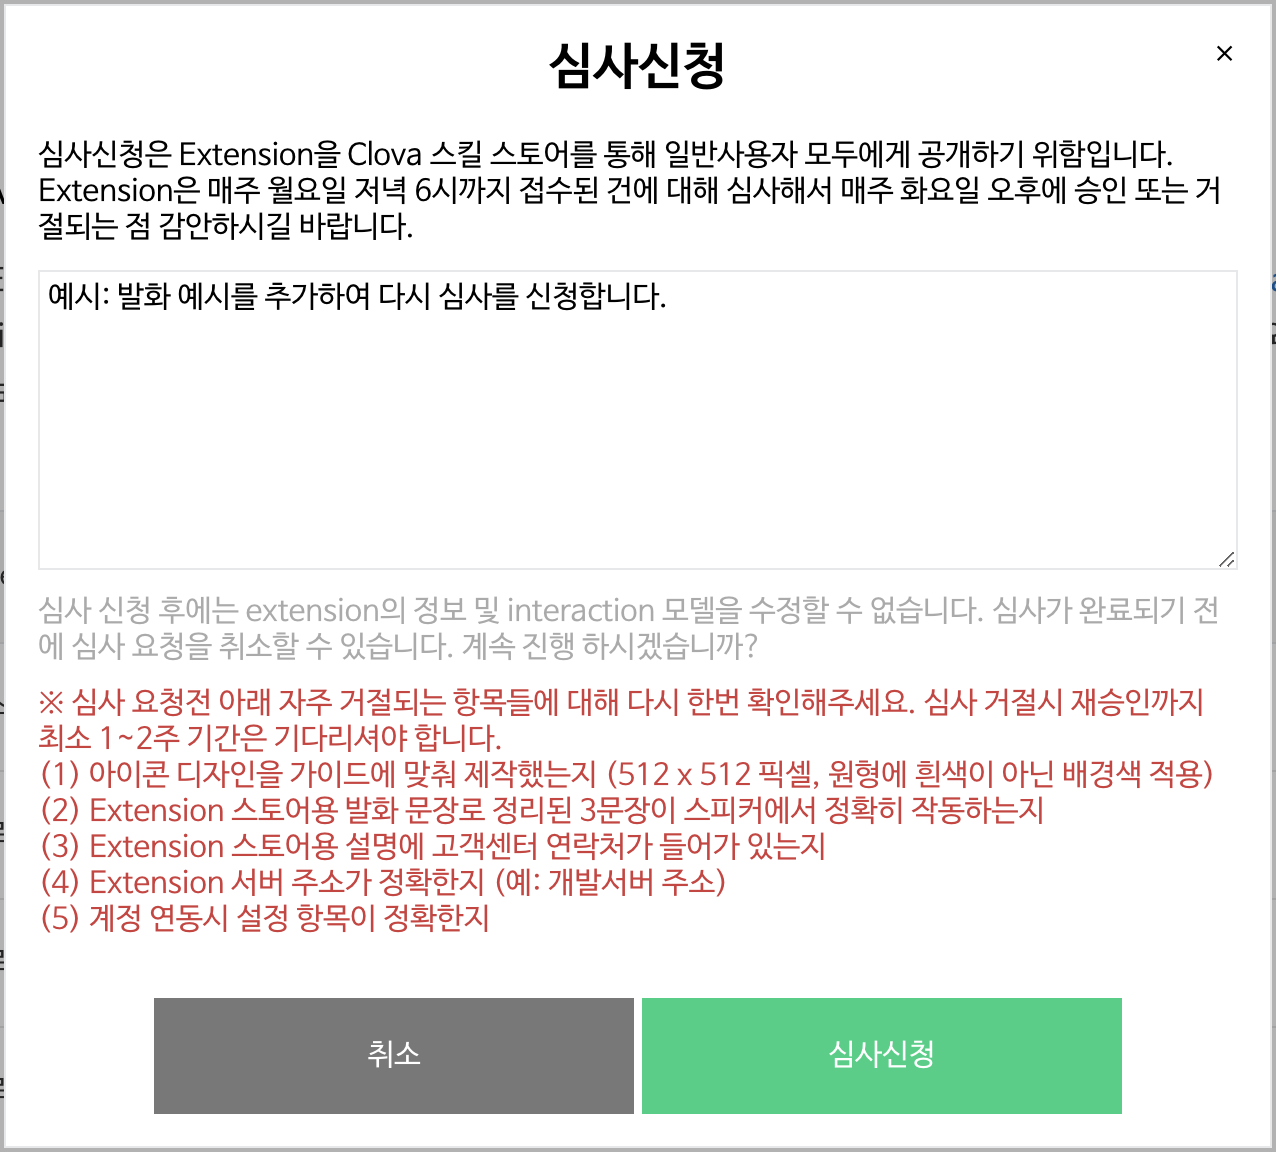 심사신청
×
심사신청은 Extension을 Clova 스킬 스토어를 통해 일반사용자 모두에게 공개하기 위함입니다.
Extension은 매주 월요일 저녁 6시까지 접수된 건에 대해 심사해서 매주 화요일 오후에 승인 또는 거
절되는 점 감안하시길 바랍니다.
예시: 발화 예시를 추가하여 다시 심사를 신청합니다.
심사 신청 후에는 extension의 정보 및 interaction 모델을 수정할 수 없습니다. 심사가 완료되기 전
에 심사 요청을 취소할 수 있습니다. 계속 진행 하시겠습니까?
※ 심사 요청전 아래 자주 거절되는 항목들에 대해 다시 한번 확인해주세요. 심사 거절시 재승인까지
최소 1~2주 기간은 기다리셔야 합니다.
(1) 아이콘 디자인을 가이드에 맞춰 제작했는지 (512 x 512 픽셀, 원형에 흰색이 아닌 배경색 적용)
(2) Extension 스토어용 발화 문장로 정리된 3문장이 스피커에서 정확히 작동하는지
(3) Extension 스토어용 설명에 고객센터 연락처가 들어가 있는지
(4) Extension 서버 주소가 정확한지 (예: 개발서버 주소)
(5) 계정 연동시 설정 항목이 정확한지
취소
심사신청